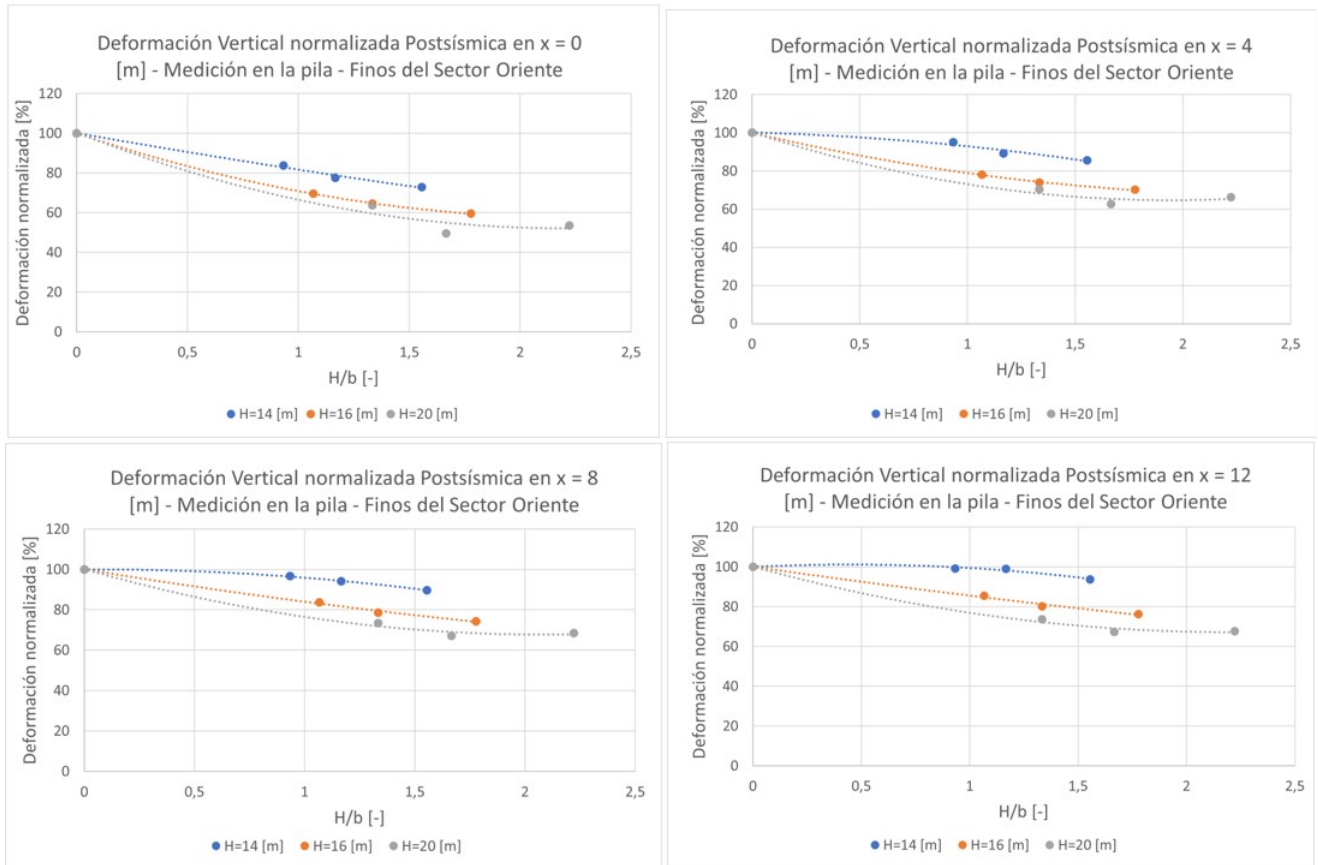 Deformación Vertical normalizada Postsísmica en x = 0
[m] - Medición en la pila - Finos del Sector Oriente
Deformación normalizada [%]
120
100
80
60
40
20
0
0
0,5
1
1,5
2
2,5
H/b [-]
H=14 [m] H=16 [m] H=20 [m]
Deformación Vertical normalizada Postsísmica en x = 4
[m] - Medición en la pila - Finos del Sector Oriente
Deformación normalizada [%]
120
100
80
60
40
20
0
0
0,5
1
1,5
2
2,5
H/b [-]
H=14 [m] H=16 [m] H=20 [m]
Deformación Vertical normalizada Postsísmica en x = 8
[m] - Medición en la pila - Finos del Sector Oriente
Deformación normalizada [%]
120
100
80
60
40
20
0
0
0,5
1
1,5
2
2,5
H/b [-]
H=14 [m] H=16 [m] H=20 [m]
Deformación Vertical normalizada Postsísmica en x = 12
[m] - Medición en la pila - Finos del Sector Oriente
Deformación normalizada [%]
120
100
80
60
40
20
0
0
0,5
1
1,5
2
2,5
H/b [-]
H=14 [m] H=16 [m] H=20 [m]